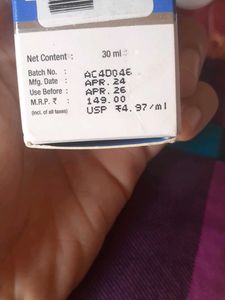 Net Content : 30 ml
Batch No. : AC4D046
Mfg. Date : APR.24
Use Before : APR.26
M.R.P. ₹ : 149.00
(incl. of all taxes) USP ₹4.97/ml